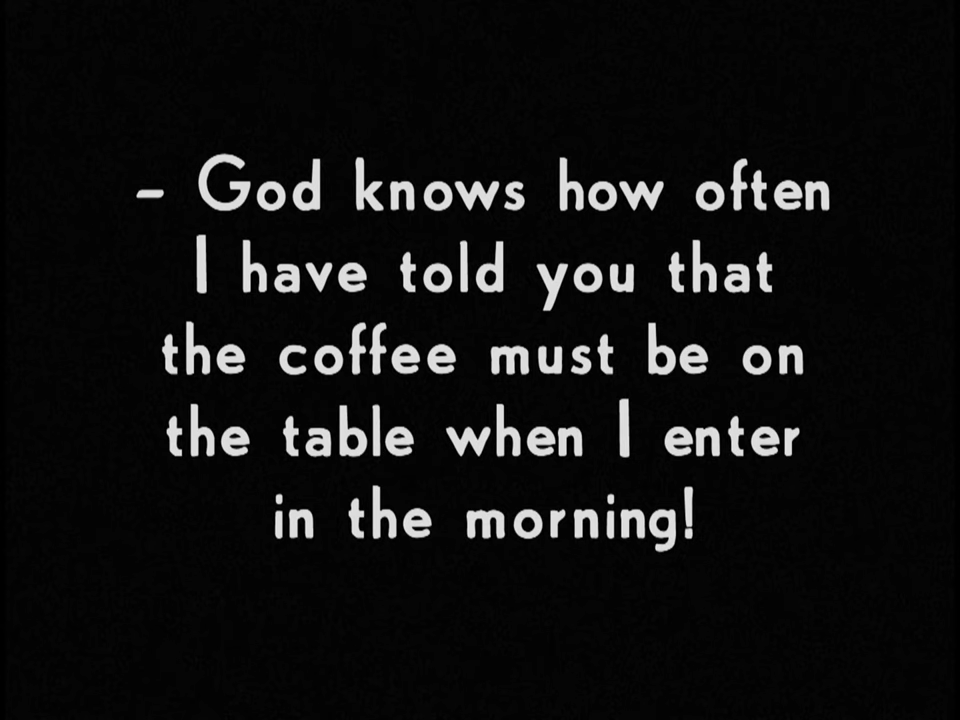 – God knows how often
I have told you that
the coffee must be on
the table when I enter
in the morning!